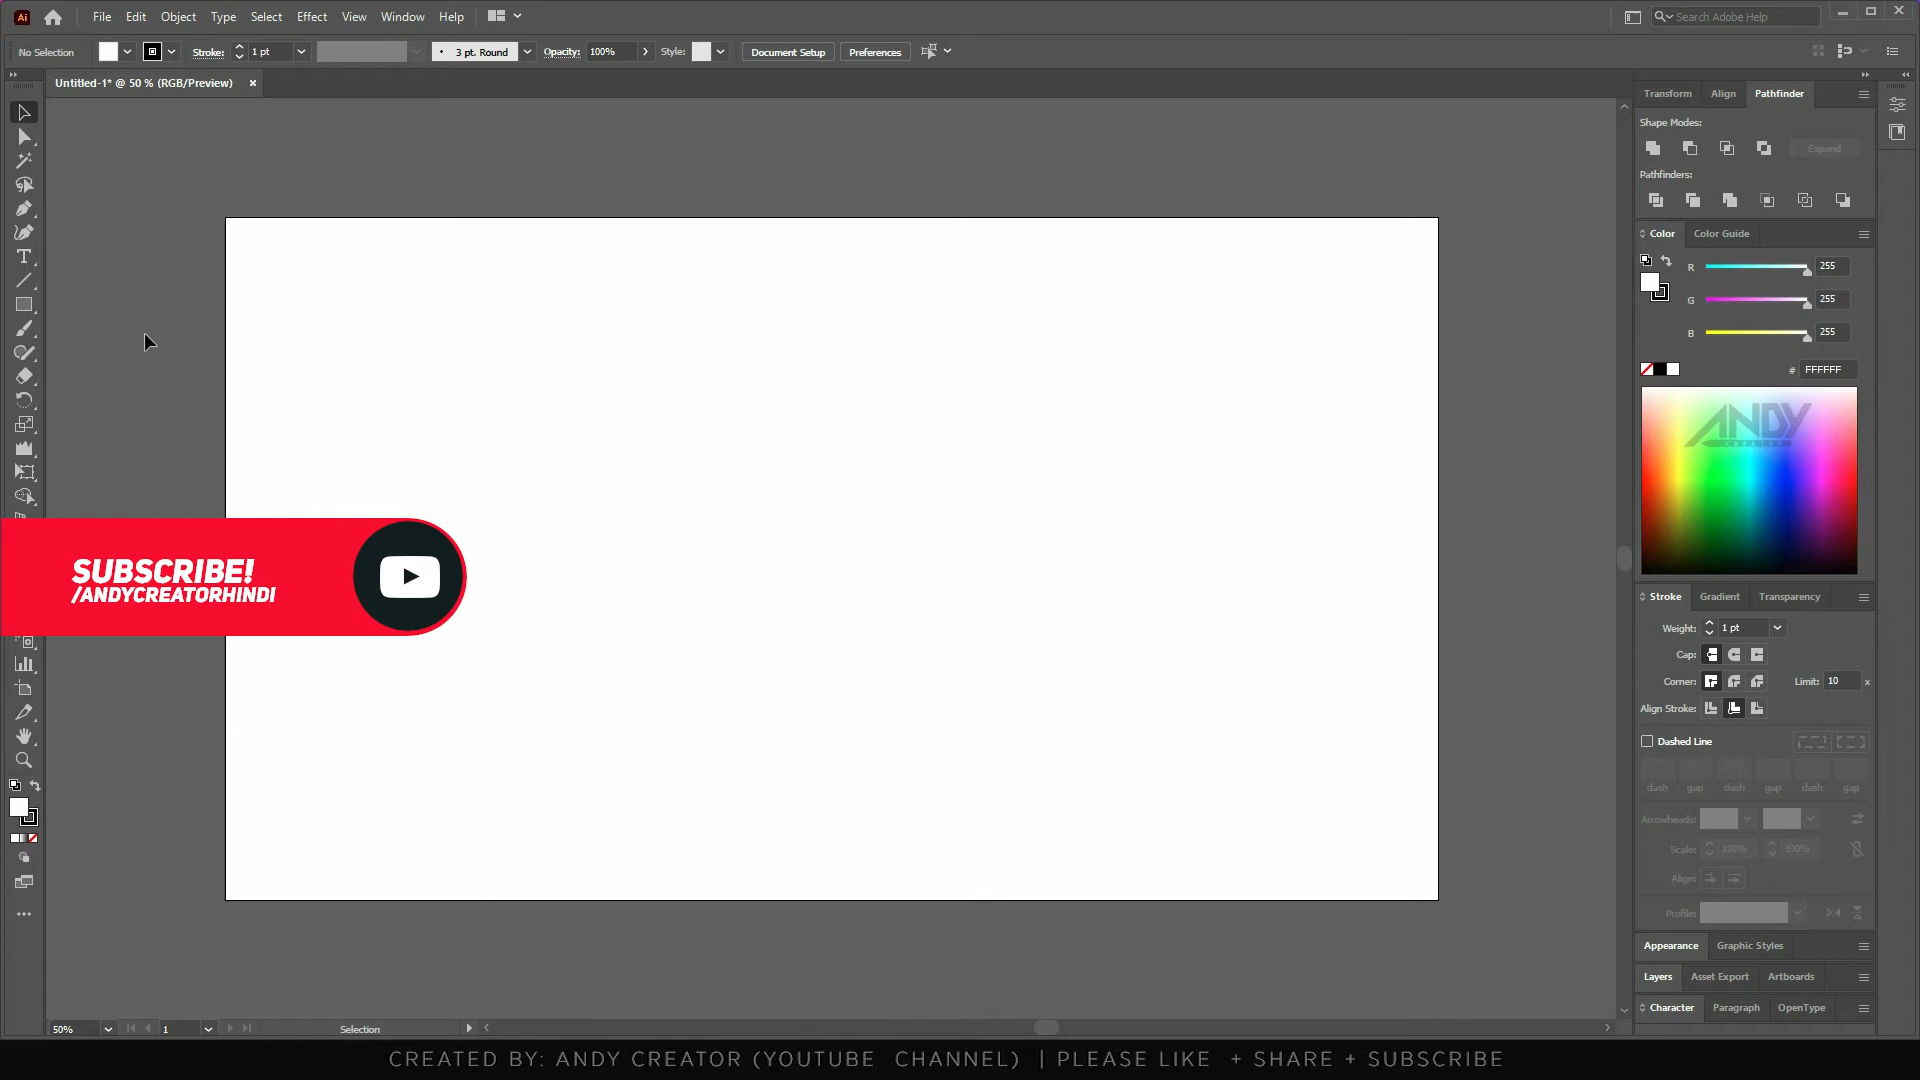 Ai File Edit Object Type Select Effect View Window Help Search Adobe Help
No Selection Stroke: 1 pt 3 pt. Round Opacity: 100% Style: Document Setup Preferences
Untitled-1* @ 50 % (RGB/Preview)
Transform Align Pathfinder
Shape Modes:
Expand
Pathfinders:
Color Color Guide
R 255
G 255
B 255
# FFFFFF
ANDY
CREATOR
SUBSCRIBE!
/ANDYCREATORHINDI
Stroke Gradient Transparency
Weight: 1 pt
Cap:
Corner: Limit: 10 x
Align Stroke:
Dashed Line
dash gap dash gap dash gap
Arrowheads:
Scale: 100% 100%
Align:
Profile:
Appearance Graphic Styles
Layers Asset Export Artboards
Character Paragraph OpenType
50% 1 Selection
CREATED BY: ANDY CREATOR (YOUTUBE CHANNEL) | PLEASE LIKE + SHARE + SUBSCRIBE